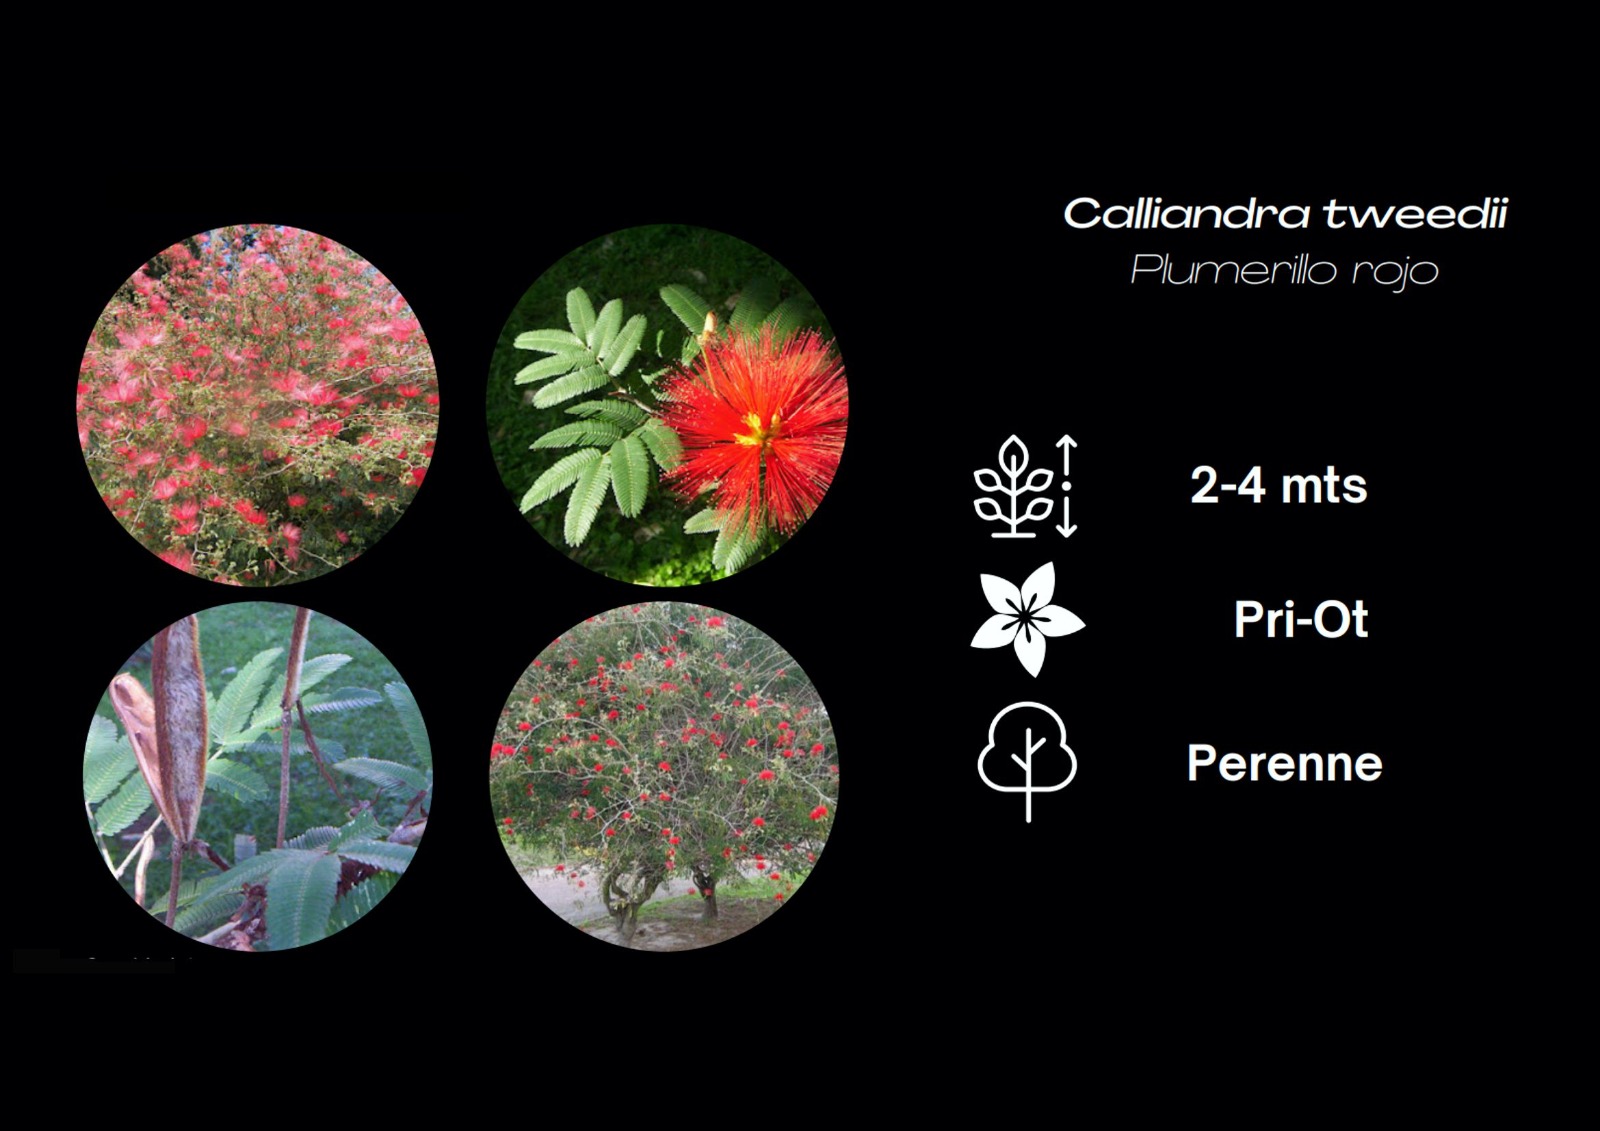 Calliandra tweedii
Plumerillo rojo
2-4 mts
Pri-Ot
Perenne